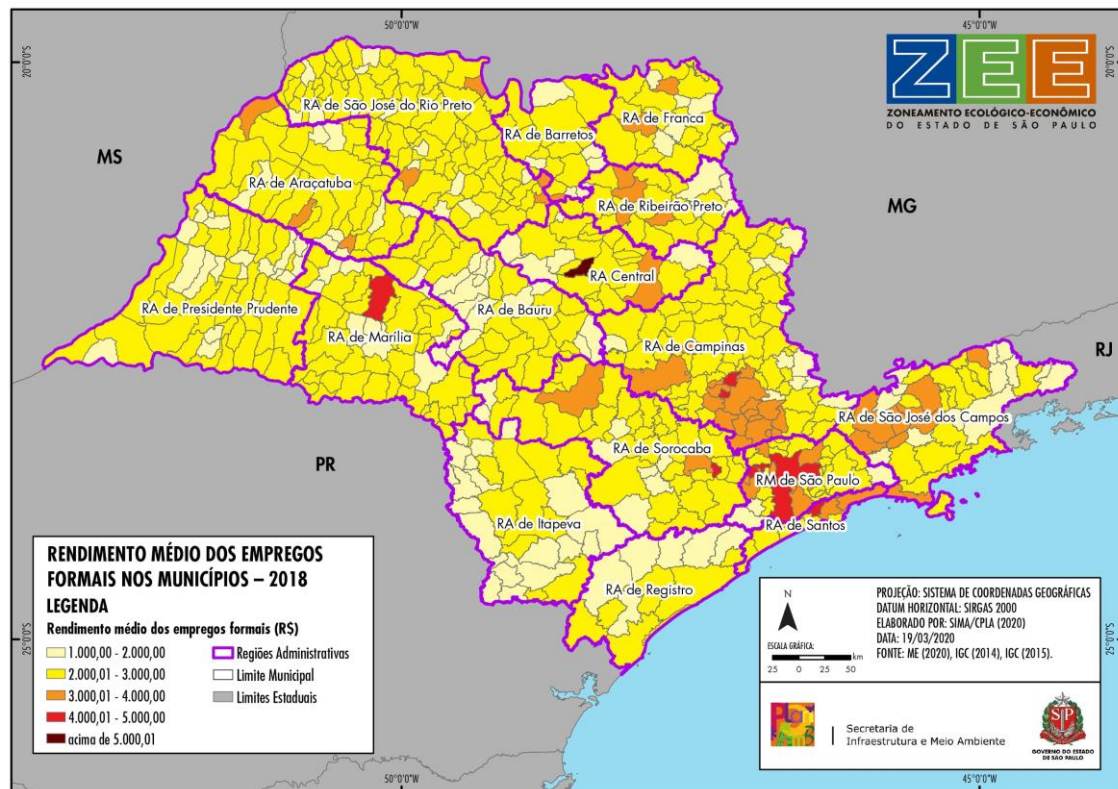 50°0'0"W
45°0'0"W
20°0'0"S
20°0'0"S
ZEE
ZONEAMENTO ECOLÓGICO-ECONÔMICO
DO ESTADO DE SÃO PAULO
RA de São José do Rio Preto
RA de Barretos
RA de Franca
MS
RA de Araçatuba
RA de Ribeirão Preto
MG
RA Central
RA de Presidente Prudente
RA de Bauru
RA de Marília
RA de Campinas
RJ
RA de São José dos Campos
PR
RA de Sorocaba
RM de São Paulo
RA de Itapeva
RA de Santos
RA de Registro
RENDIMENTO MÉDIO DOS EMPREGOS
FORMAIS NOS MUNICÍPIOS – 2018
LEGENDA
Rendimento médio dos empregos formais (R$)
1.000,00 - 2.000,00
2.000,01 - 3.000,00
3.000,01 - 4.000,00
4.000,01 - 5.000,00
acima de 5.000,01
Regiões Administrativas
Limite Municipal
Limites Estaduais
N
ESCALA GRÁFICA:
km
25 0 25 50
PROJEÇÃO: SISTEMA DE COORDENADAS GEOGRÁFICAS
DATUM HORIZONTAL: SIRGAS 2000
ELABORADO POR: SIMA/CPLA (2020)
DATA: 19/03/2020
FONTE: ME (2020), IGC (2014), IGC (2015).
25°0'0"S
25°0'0"S
Secretaria de
Infraestrutura e Meio Ambiente
SP
GOVERNO DO ESTADO
DE SÃO PAULO
50°0'0"W
45°0'0"W